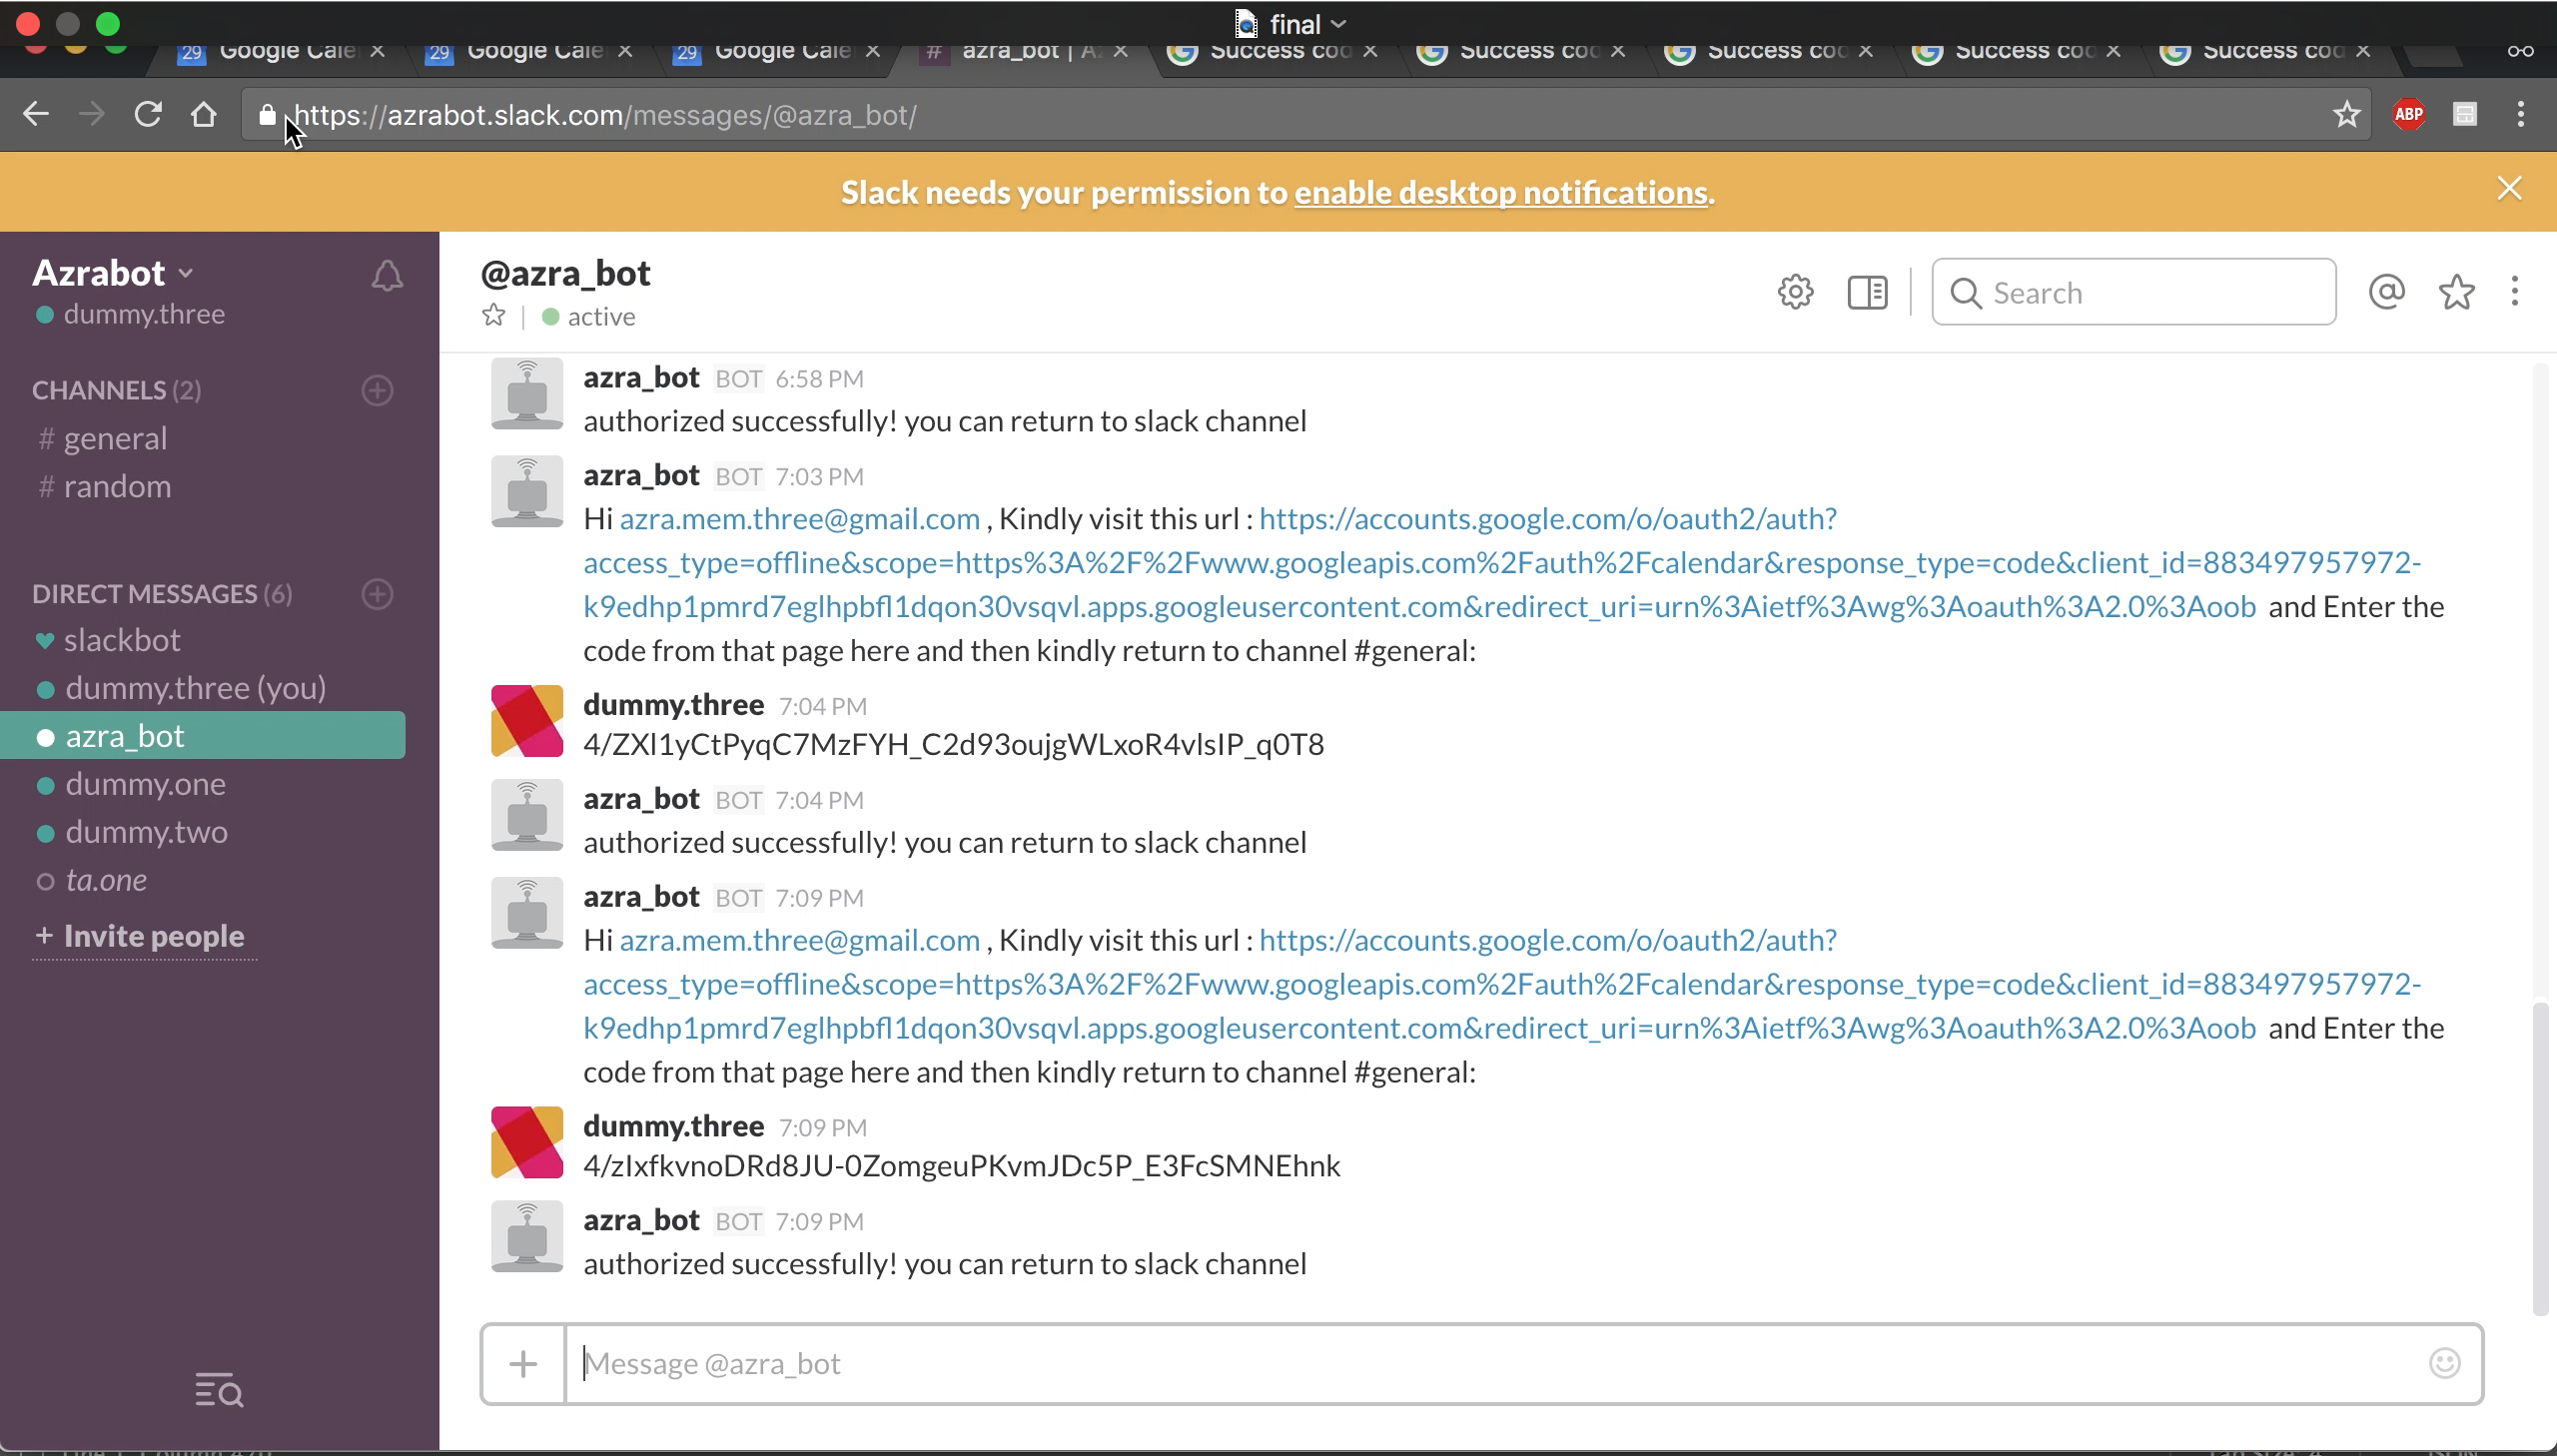 final
29 Google Cale
29 Google Cale
29 Google Cale
# azra_bot | Az
Success cod
Success cod
Success cod
Success cod
Success cod
https://azrabot.slack.com/messages/@azra_bot/
ABP
Slack needs your permission to enable desktop notifications.
Azrabot
dummy.three
CHANNELS (2)
# general
# random
DIRECT MESSAGES (6)
slackbot
dummy.three (you)
azra_bot
dummy.one
dummy.two
ta.one
+ Invite people
@azra_bot
active
Search
azra_bot BOT 6:58 PM
authorized successfully! you can return to slack channel
azra_bot BOT 7:03 PM
Hi azra.mem.three@gmail.com , Kindly visit this url : https://accounts.google.com/o/oauth2/auth?
access_type=offline&scope=https%3A%2F%2Fwww.googleapis.com%2Fauth%2Fcalendar&response_type=code&client_id=883497957972-
k9edhp1pmrd7eglhpbfl1dqon30vsqvl.apps.googleusercontent.com&redirect_uri=urn%3Aietf%3Awg%3Aoauth%3A2.0%3Aoob and Enter the
code from that page here and then kindly return to channel #general:
dummy.three 7:04 PM
4/ZXl1yCtPyqC7MzFYH_C2d93oujgWLxoR4vlsIP_q0T8
azra_bot BOT 7:04 PM
authorized successfully! you can return to slack channel
azra_bot BOT 7:09 PM
Hi azra.mem.three@gmail.com , Kindly visit this url : https://accounts.google.com/o/oauth2/auth?
access_type=offline&scope=https%3A%2F%2Fwww.googleapis.com%2Fauth%2Fcalendar&response_type=code&client_id=883497957972-
k9edhp1pmrd7eglhpbfl1dqon30vsqvl.apps.googleusercontent.com&redirect_uri=urn%3Aietf%3Awg%3Aoauth%3A2.0%3Aoob and Enter the
code from that page here and then kindly return to channel #general:
dummy.three 7:09 PM
4/zIxfkvnoDRd8JU-0ZomgeuPKvmJDc5P_E3FcSMNEhnk
azra_bot BOT 7:09 PM
authorized successfully! you can return to slack channel
Message @azra_bot